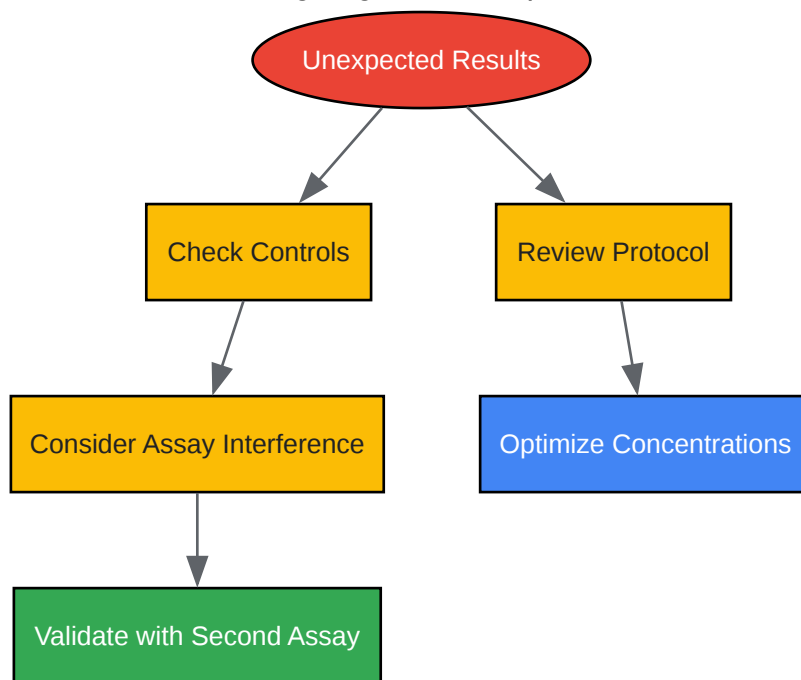 Unexpected Results
Check Controls
Review Protocol
Consider Assay Interference
Optimize Concentrations
Validate with Second Assay